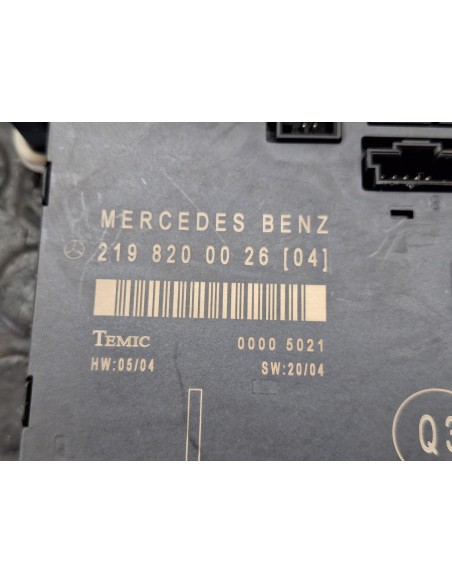 MERCEDES BENZ
219 820 00 26 [04]
TEMIC 0000 5021
HW:05/04 SW:20/04
Q3